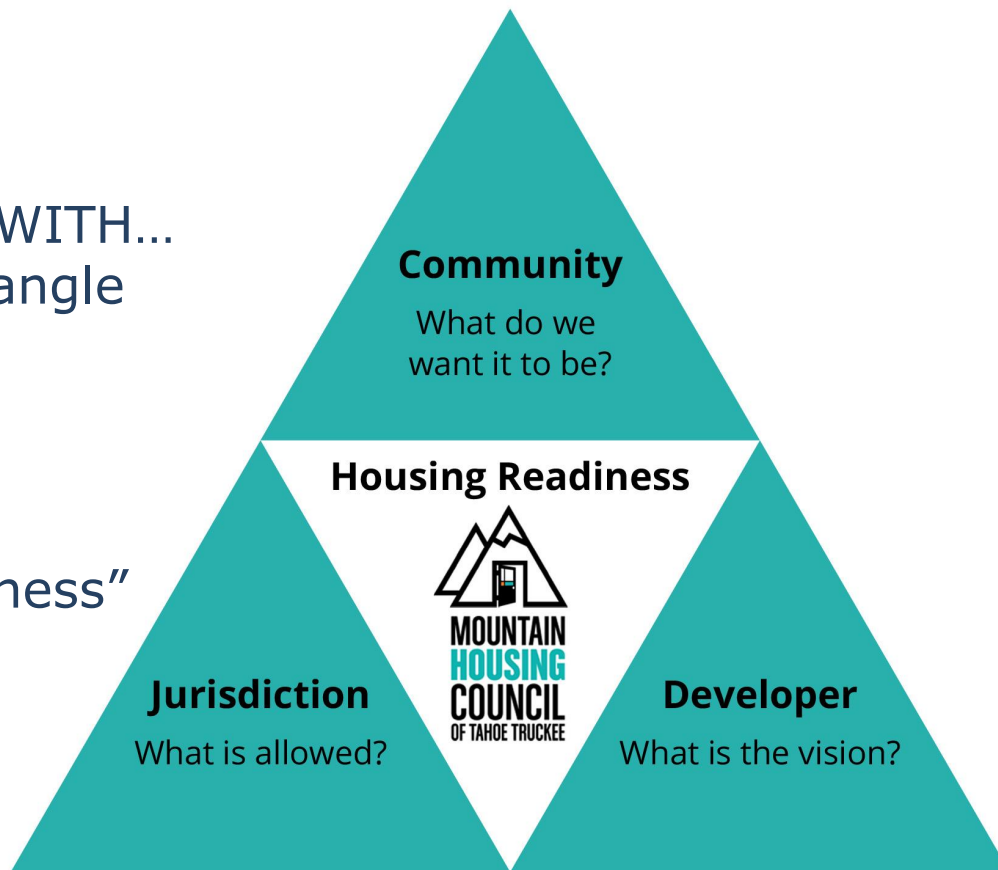 WITH…
angle
ness”
Community
What do we
want it to be?
Housing Readiness
MOUNTAIN
HOUSING
COUNCIL
OF TAHOE TRUCKEE
Jurisdiction
What is allowed?
Developer
What is the vision?